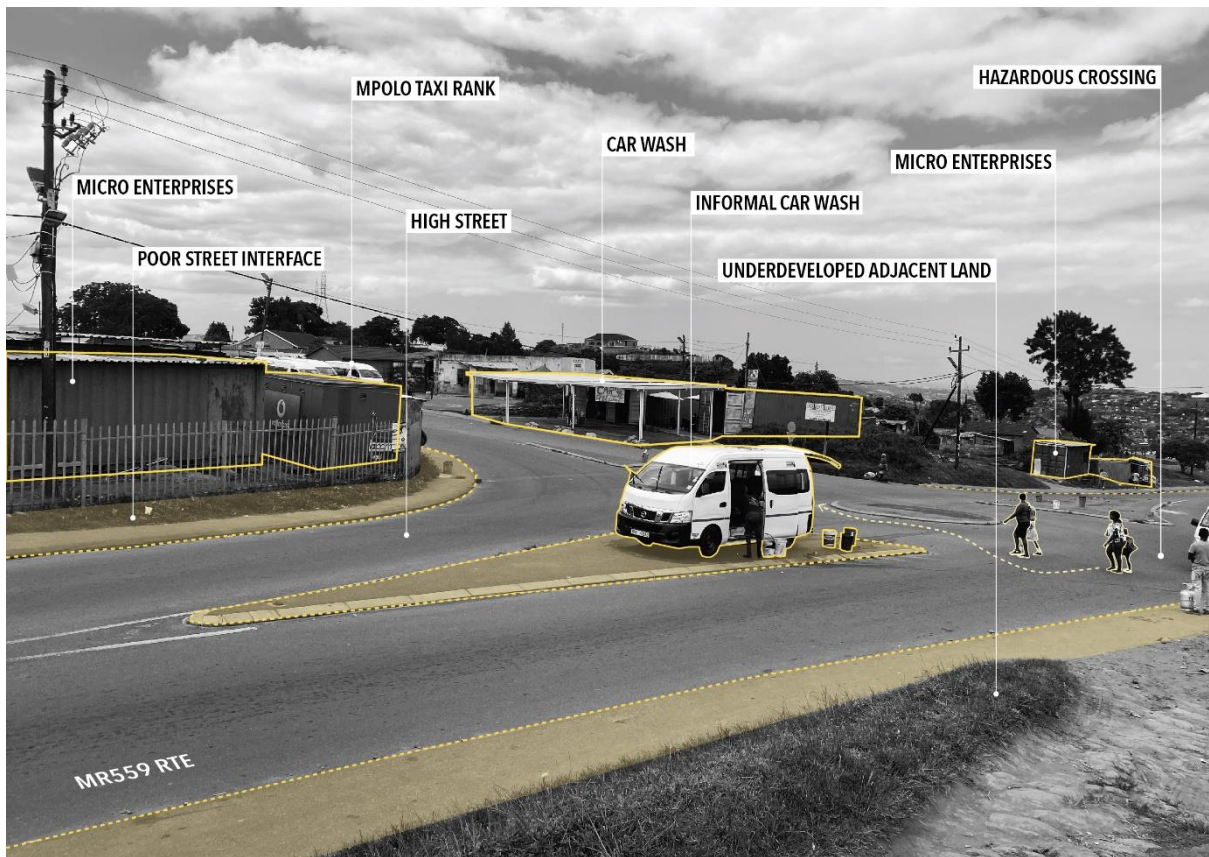 HAZARDOUS CROSSING
MPOLO TAXI RANK
CAR WASH
MICRO ENTERPRISES
MICRO ENTERPRISES
INFORMAL CAR WASH
HIGH STREET
POOR STREET INTERFACE
UNDERDEVELOPED ADJACENT LAND
MR559 RTE